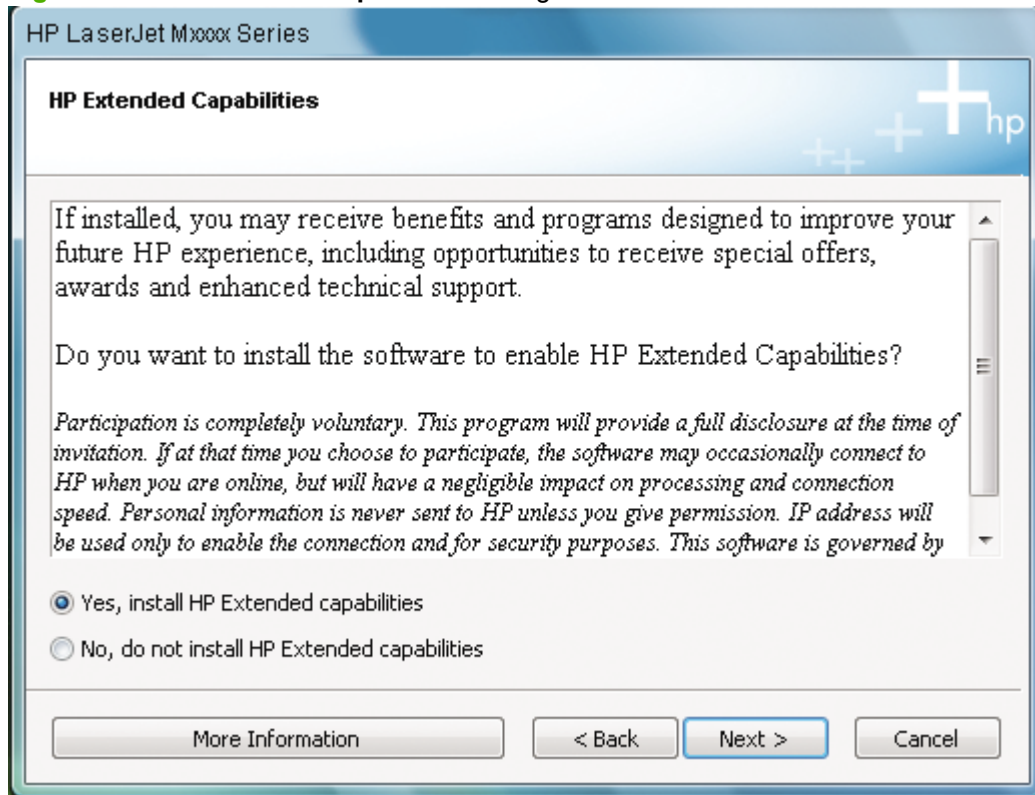 HP LaserJet Mxxxx Series
HP Extended Capabilities
hp
If installed, you may receive benefits and programs designed to improve your
future HP experience, including opportunities to receive special offers,
awards and enhanced technical support.
Do you want to install the software to enable HP Extended Capabilities?
Participation is completely voluntary. This program will provide a full disclosure at the time of
invitation. If at that time you choose to participate, the software may occasionally connect to
HP when you are online, but will have a negligible impact on processing and connection
speed. Personal information is never sent to HP unless you give permission. IP address will
be used only to enable the connection and for security purposes. This software is governed by
Yes, install HP Extended capabilities
No, do not install HP Extended capabilities
More Information
< Back
Next >
Cancel